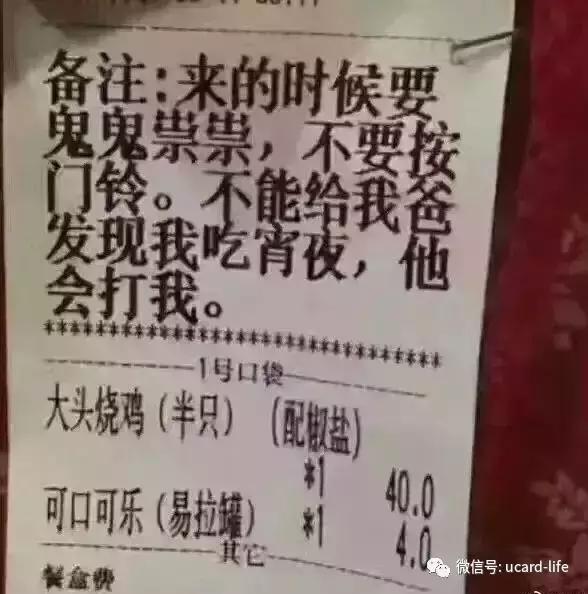 备注:来的时候要
鬼鬼祟祟，不要按
门铃。不能给我爸
发现我吃宵夜，他
会打我。
********************************
1号口袋
大头烧鸡（半只）（配椒盐）
*1 40.0
可口可乐（易拉罐） *1 4.0
其它
餐盒费
微信号: ucard-life